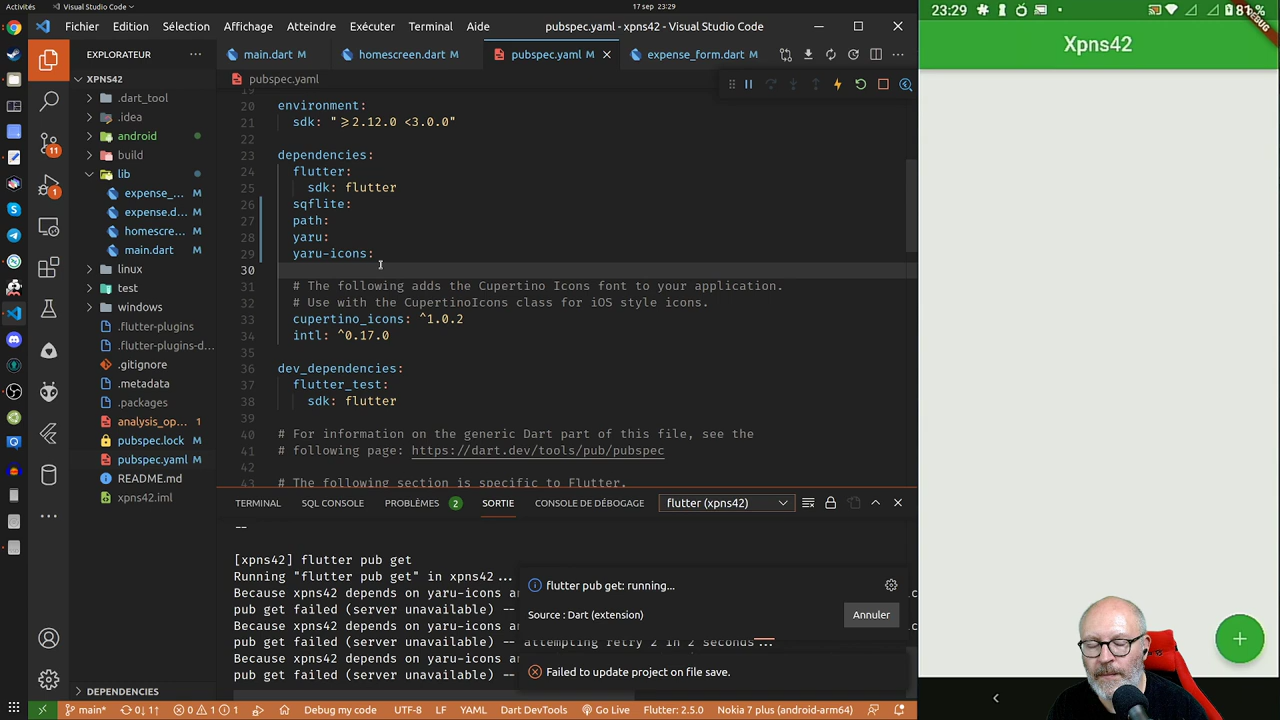 Activités
Visual Studio Code
17 sep 23:29
Fichier Edition Sélection Affichage Aller Exécuter Terminal Aide
pubspec.yaml - xpns42 - Visual Studio Code
EXPLORATEUR
XPNS42
.dart_tool
.idea
android
build
lib
expense_... M
expense.d... M
homescre... M
main.dart M
linux
test
windows
.flutter-plugins
.flutter-plugins-d...
.gitignore
.metadata
.packages
analysis_op... 1
pubspec.lock M
pubspec.yaml M
README.md
xpns42.iml
DEPENDENCIES
11
1
main.dart M
homescreen.dart M
pubspec.yaml M
expense_form.dart M
pubspec.yaml
20 environment:
21 sdk: "≥2.12.0 <3.0.0"
22
23 dependencies:
24 flutter:
25 sdk: flutter
26 sqflite:
27 path:
28 yaru:
29 yaru-icons:
30
31 # The following adds the Cupertino Icons font to your application.
32 # Use with the CupertinoIcons class for iOS style icons.
33 cupertino_icons: ^1.0.2
34 intl: ^0.17.0
35
36 dev_dependencies:
37 flutter_test:
38 sdk: flutter
39
40 # For information on the generic Dart part of this file, see the
41 # following page: https://dart.dev/tools/pub/pubspec
42
43 # The following section is specific to Flutter.
TERMINAL SQL CONSOLE PROBLÈMES 2 SORTIE CONSOLE DE DÉBOGAGE flutter (xpns42)
--
[xpns42] flutter pub get
Running "flutter pub get" in xpns42...
Because xpns42 depends on yaru-icons
pub get failed (server unavailable) --
Because xpns42 depends on yaru-icons
pub get failed (server unavailable) -- attempting retry 2 in 2 seconds...
Because xpns42 depends on yaru-icons
pub get failed (server unavailable) --
flutter pub get: running...
Source : Dart (extension)
Annuler
Failed to update project on file save.
main* 0↓ 1↑ 0 1 1 Debug my code UTF-8 LF YAML Dart DevTools Go Live Flutter: 2.5.0 Nokia 7 plus (android-arm64)
23:29
81%
DEBUG
Xpns42